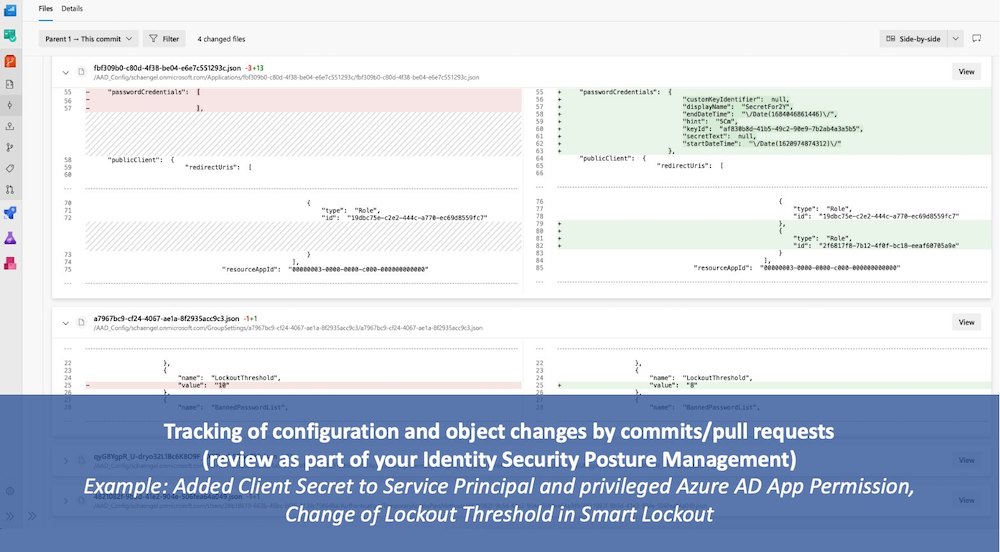 Files Details
Parent 1 → This commit Filter 4 changed files Side-by-side
fbf309b0-c80d-4f38-be04-e6e7c551293c.json -3+13
/AAD_Config/schaengel.onmicrosoft.com/Applications/fbf309b0-c80d-4f38-be04-e6e7c551293c/fbf309b0-c80d-4f38-be04-e6e7c551293c.json
View
55 - "passwordCredentials": [
56 -
57 - ],
58 "publicClient": {
59 "redirectUris": [
60
...
70 {
71 "type": "Role",
72 "id": "19dbc75e-c2e2-444c-a770-ec69d8559fc7"
73 }
74 ],
75 "resourceAppId": "00000003-0000-0000-c000-000000000000"
...
55 + "passwordCredentials": {
56 + "customKeyIdentifier": null,
57 + "displayName": "SecretFor2Y",
58 + "endDateTime": "\/Date(1684046861446)\/",
59 + "hint": "5Cm",
60 + "keyId": "af830b8d-41b5-49c2-90e9-7b2ab4a3a5b5",
61 + "secretText": null,
62 + "startDateTime": "\/Date(1620974874312)\/"
63 + },
64 "publicClient": {
65 "redirectUris": [
66
...
76 {
77 "type": "Role",
78 "id": "19dbc75e-c2e2-444c-a770-ec69d8559fc7"
79 + },
80 + {
81 + "type": "Role",
82 + "id": "2f6817f8-7b12-4f0f-bc18-eeaf60705a9e"
83 }
84 ],
85 "resourceAppId": "00000003-0000-0000-c000-000000000000"
...
a7967bc9-cf24-4067-ae1a-8f2935acc9c3.json -1+1
/AAD_Config/schaengel.onmicrosoft.com/GroupSettings/a7967bc9-cf24-4067-ae1a-8f2935acc9c3/a7967bc9-cf24-4067-ae1a-8f2935acc9c3.json
View
...
22 },
23 {
24 "name": "LockoutThreshold",
25 - "value": "10"
26 },
27 {
28 "name": "BannedPasswordList",
...
22 },
23 {
24 "name": "LockoutThreshold",
25 + "value": "8"
26 },
27 {
28 "name": "BannedPasswordList",
View
View
Tracking of configuration and object changes by commits/pull requests
(review as part of your Identity Security Posture Management)
Example: Added Client Secret to Service Principal and privileged Azure AD App Permission,
Change of Lockout Threshold in Smart Lockout